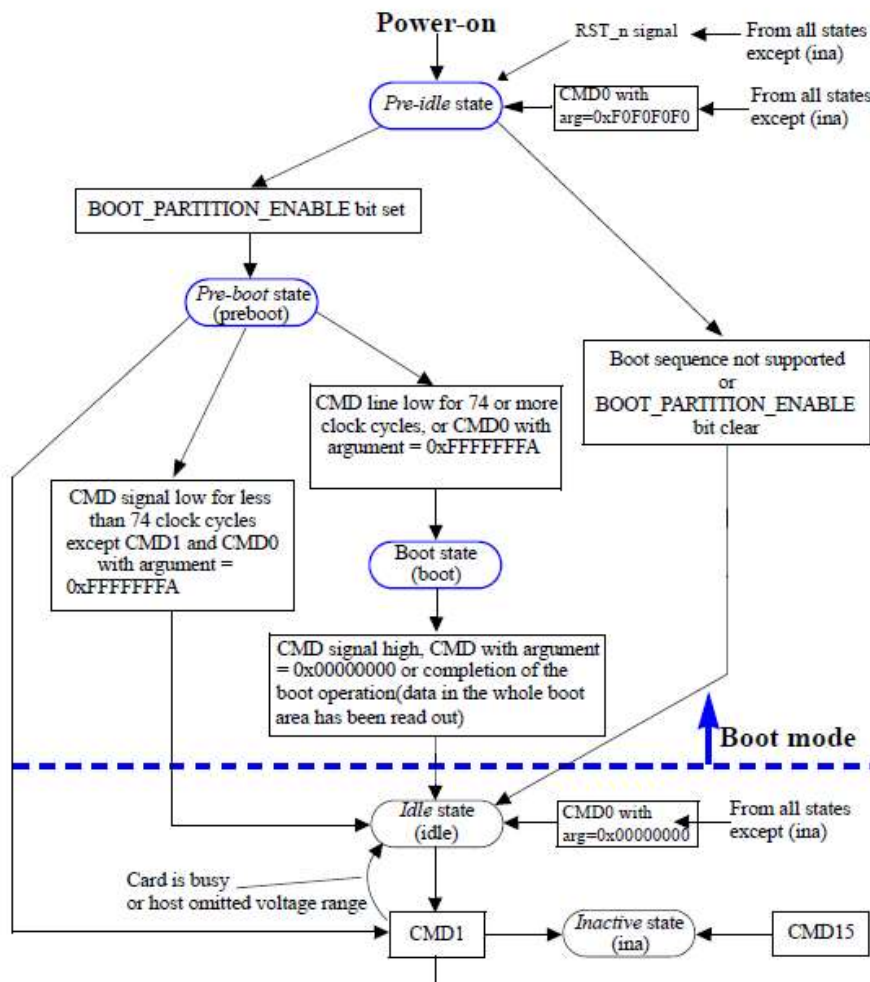 Power-on
RST_n signal
From all states
except (ina)
Pre-idle state
CMD0 with
arg=0xF0F0F0F0
From all states
except (ina)
BOOT_PARTITION_ENABLE bit set
Pre-boot state
(preboot)
Boot sequence not supported
or
BOOT_PARTITION_ENABLE
bit clear
CMD line low for 74 or more
clock cycles, or CMD0 with
argument = 0xFFFFFFFA
CMD signal low for less
than 74 clock cycles
except CMD1 and CMD0
with argument =
0xFFFFFFFA
Boot state
(boot)
CMD signal high, CMD with argument
= 0x00000000 or completion of the
boot operation(data in the whole boot
area has been read out)
Boot mode
Idle state
(idle)
CMD0 with
arg=0x00000000
From all states
except (ina)
Card is busy
or host omitted voltage range
CMD1
Inactive state
(ina)
CMD15